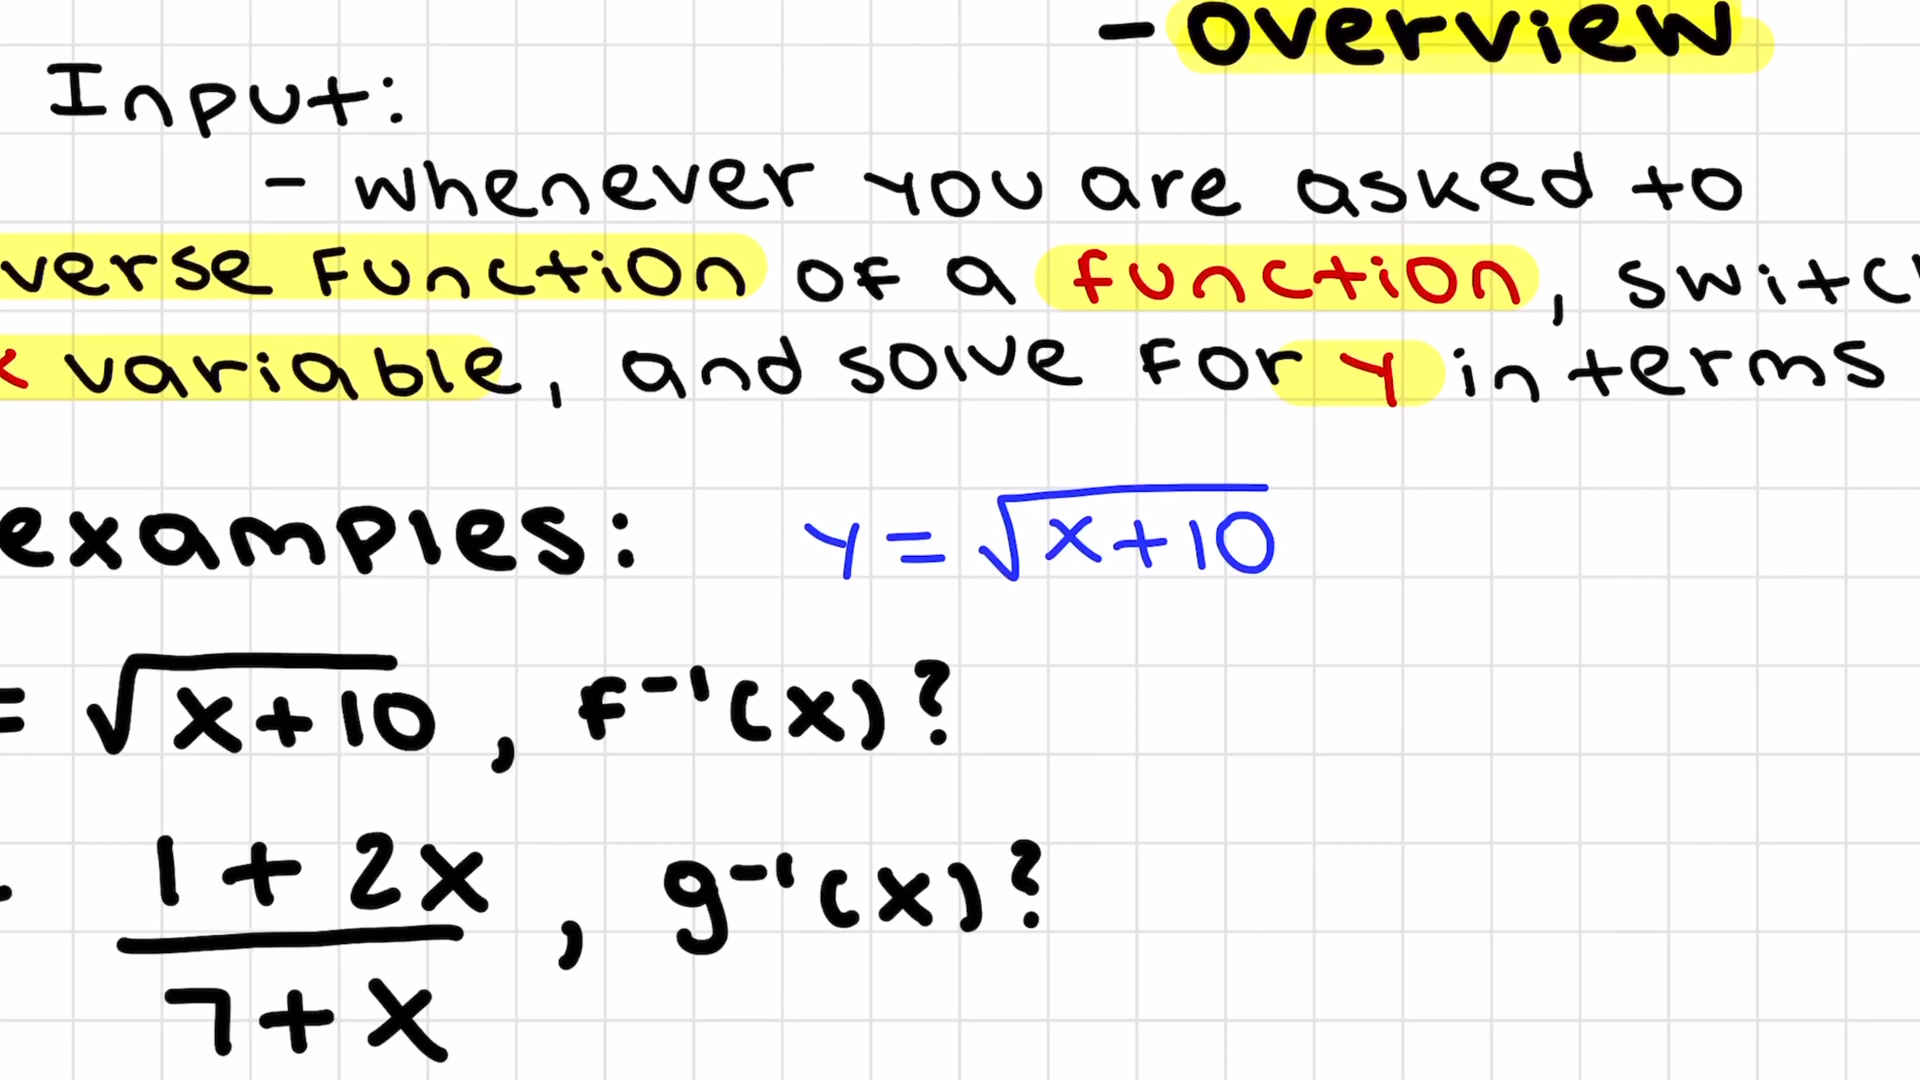 - Overview
Input:
- whenever you are asked to
verse function of a function, switc
x variable, and solve for y in terms
examples: y = √x+10
= √x+10 , f⁻¹(x)?
1 + 2x
, g⁻¹(x)?
7 + x